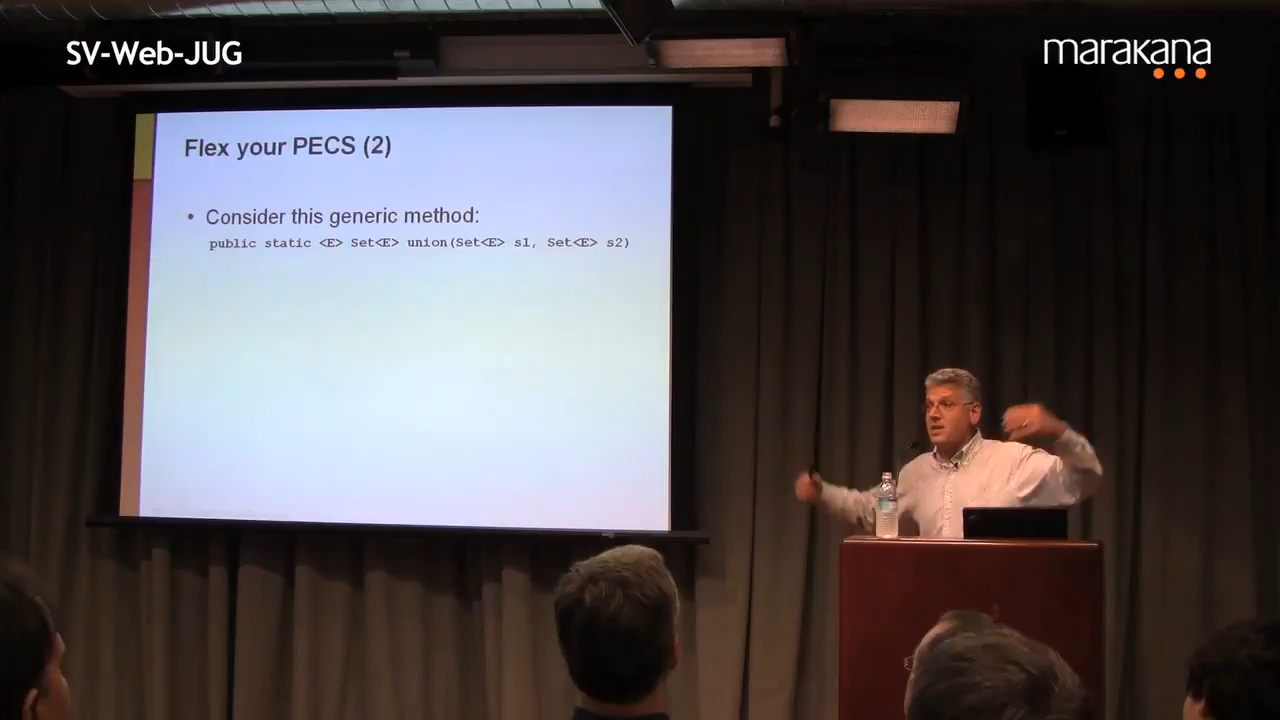 SV-Web-JUG
marakana
Flex your PECS (2)
• Consider this generic method:
public static <E> Set<E> union(Set<E> s1, Set<E> s2)